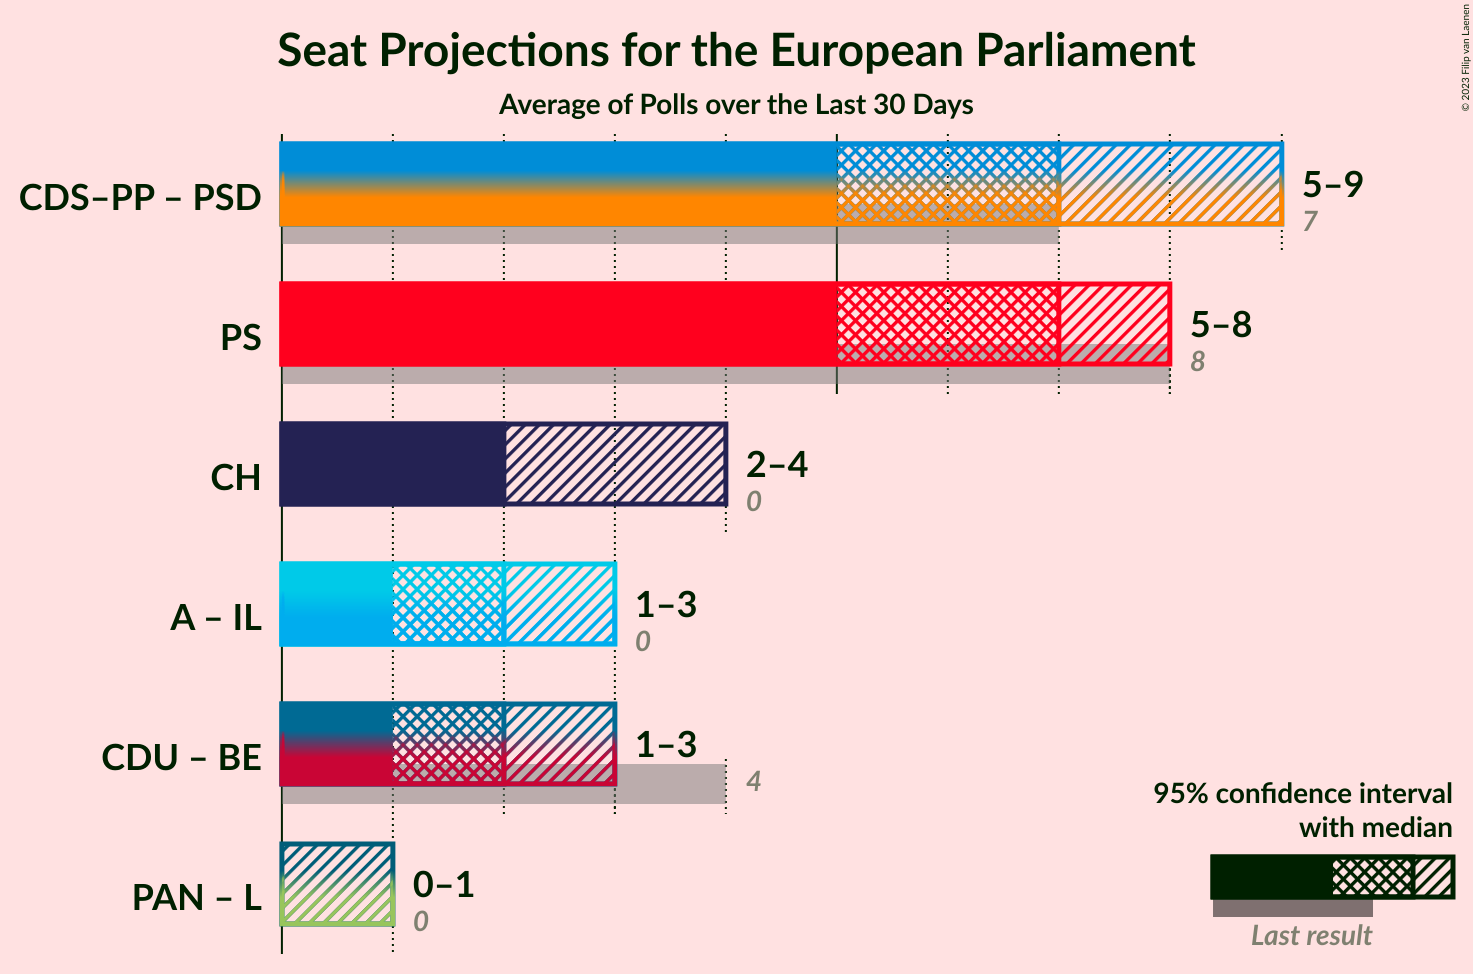 Seat Projections for the European Parliament
Average of Polls over the Last 30 Days
© 2023 Filip van Laenen
CDS–PP – PSD
5–9
7
PS
5–8
8
CH
2–4
0
A – IL
1–3
0
CDU – BE
1–3
4
PAN – L
0–1
0
95% confidence interval
with median
Last result